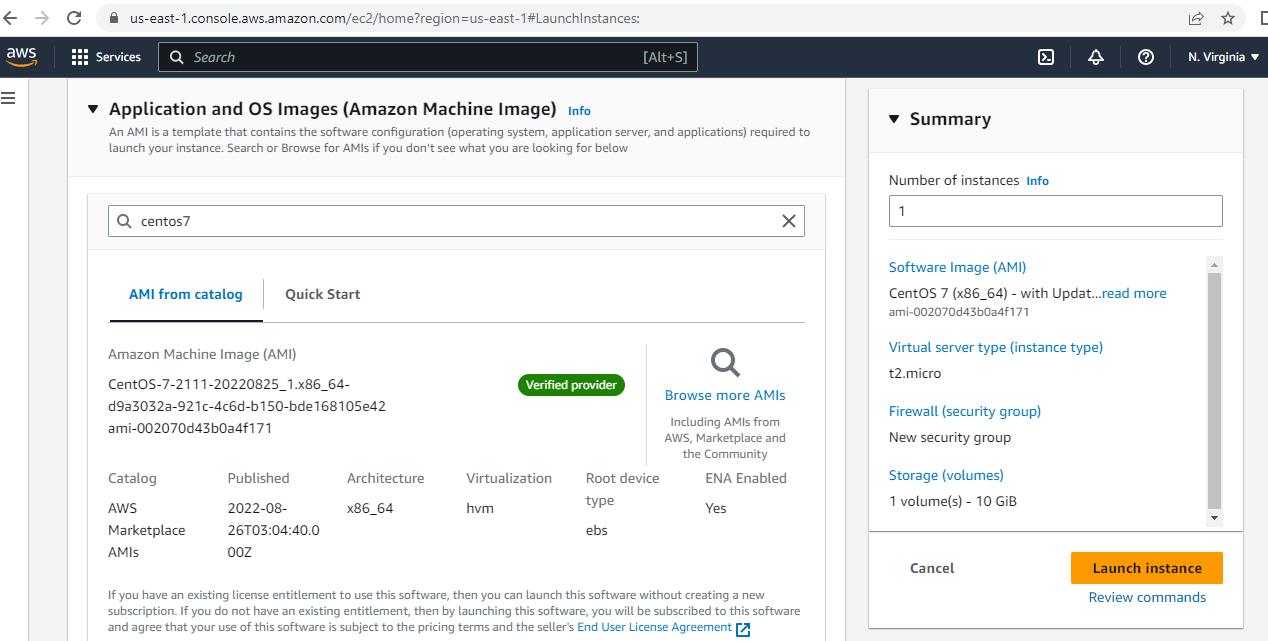 us-east-1.console.aws.amazon.com/ec2/home?region=us-east-1#LaunchInstances:
aws
Services
Search
[Alt+S]
N. Virginia
Application and OS Images (Amazon Machine Image) Info
An AMI is a template that contains the software configuration (operating system, application server, and applications) required to
launch your instance. Search or Browse for AMIs if you don't see what you are looking for below
centos7
AMI from catalog
Quick Start
Amazon Machine Image (AMI)
CentOS-7-2111-20220825_1.x86_64-
d9a3032a-921c-4c6d-b150-bde168105e42
ami-002070d43b0a4f171
Verified provider
Browse more AMIs
Including AMIs from
AWS, Marketplace and
the Community
Catalog
AWS
Marketplace
AMIs
Published
2022-08-
26T03:04:40.0
00Z
Architecture
x86_64
Virtualization
hvm
Root device
type
ebs
ENA Enabled
Yes
If you have an existing license entitlement to use this software, then you can launch this software without creating a new
subscription. If you do not have an existing entitlement, then by launching this software, you will be subscribed to this software
and agree that your use of this software is subject to the pricing terms and the seller's End User License Agreement
Summary
Number of instances Info
1
Software Image (AMI)
CentOS 7 (x86_64) - with Updat...read more
ami-002070d43b0a4f171
Virtual server type (instance type)
t2.micro
Firewall (security group)
New security group
Storage (volumes)
1 volume(s) - 10 GiB
Cancel
Launch instance
Review commands